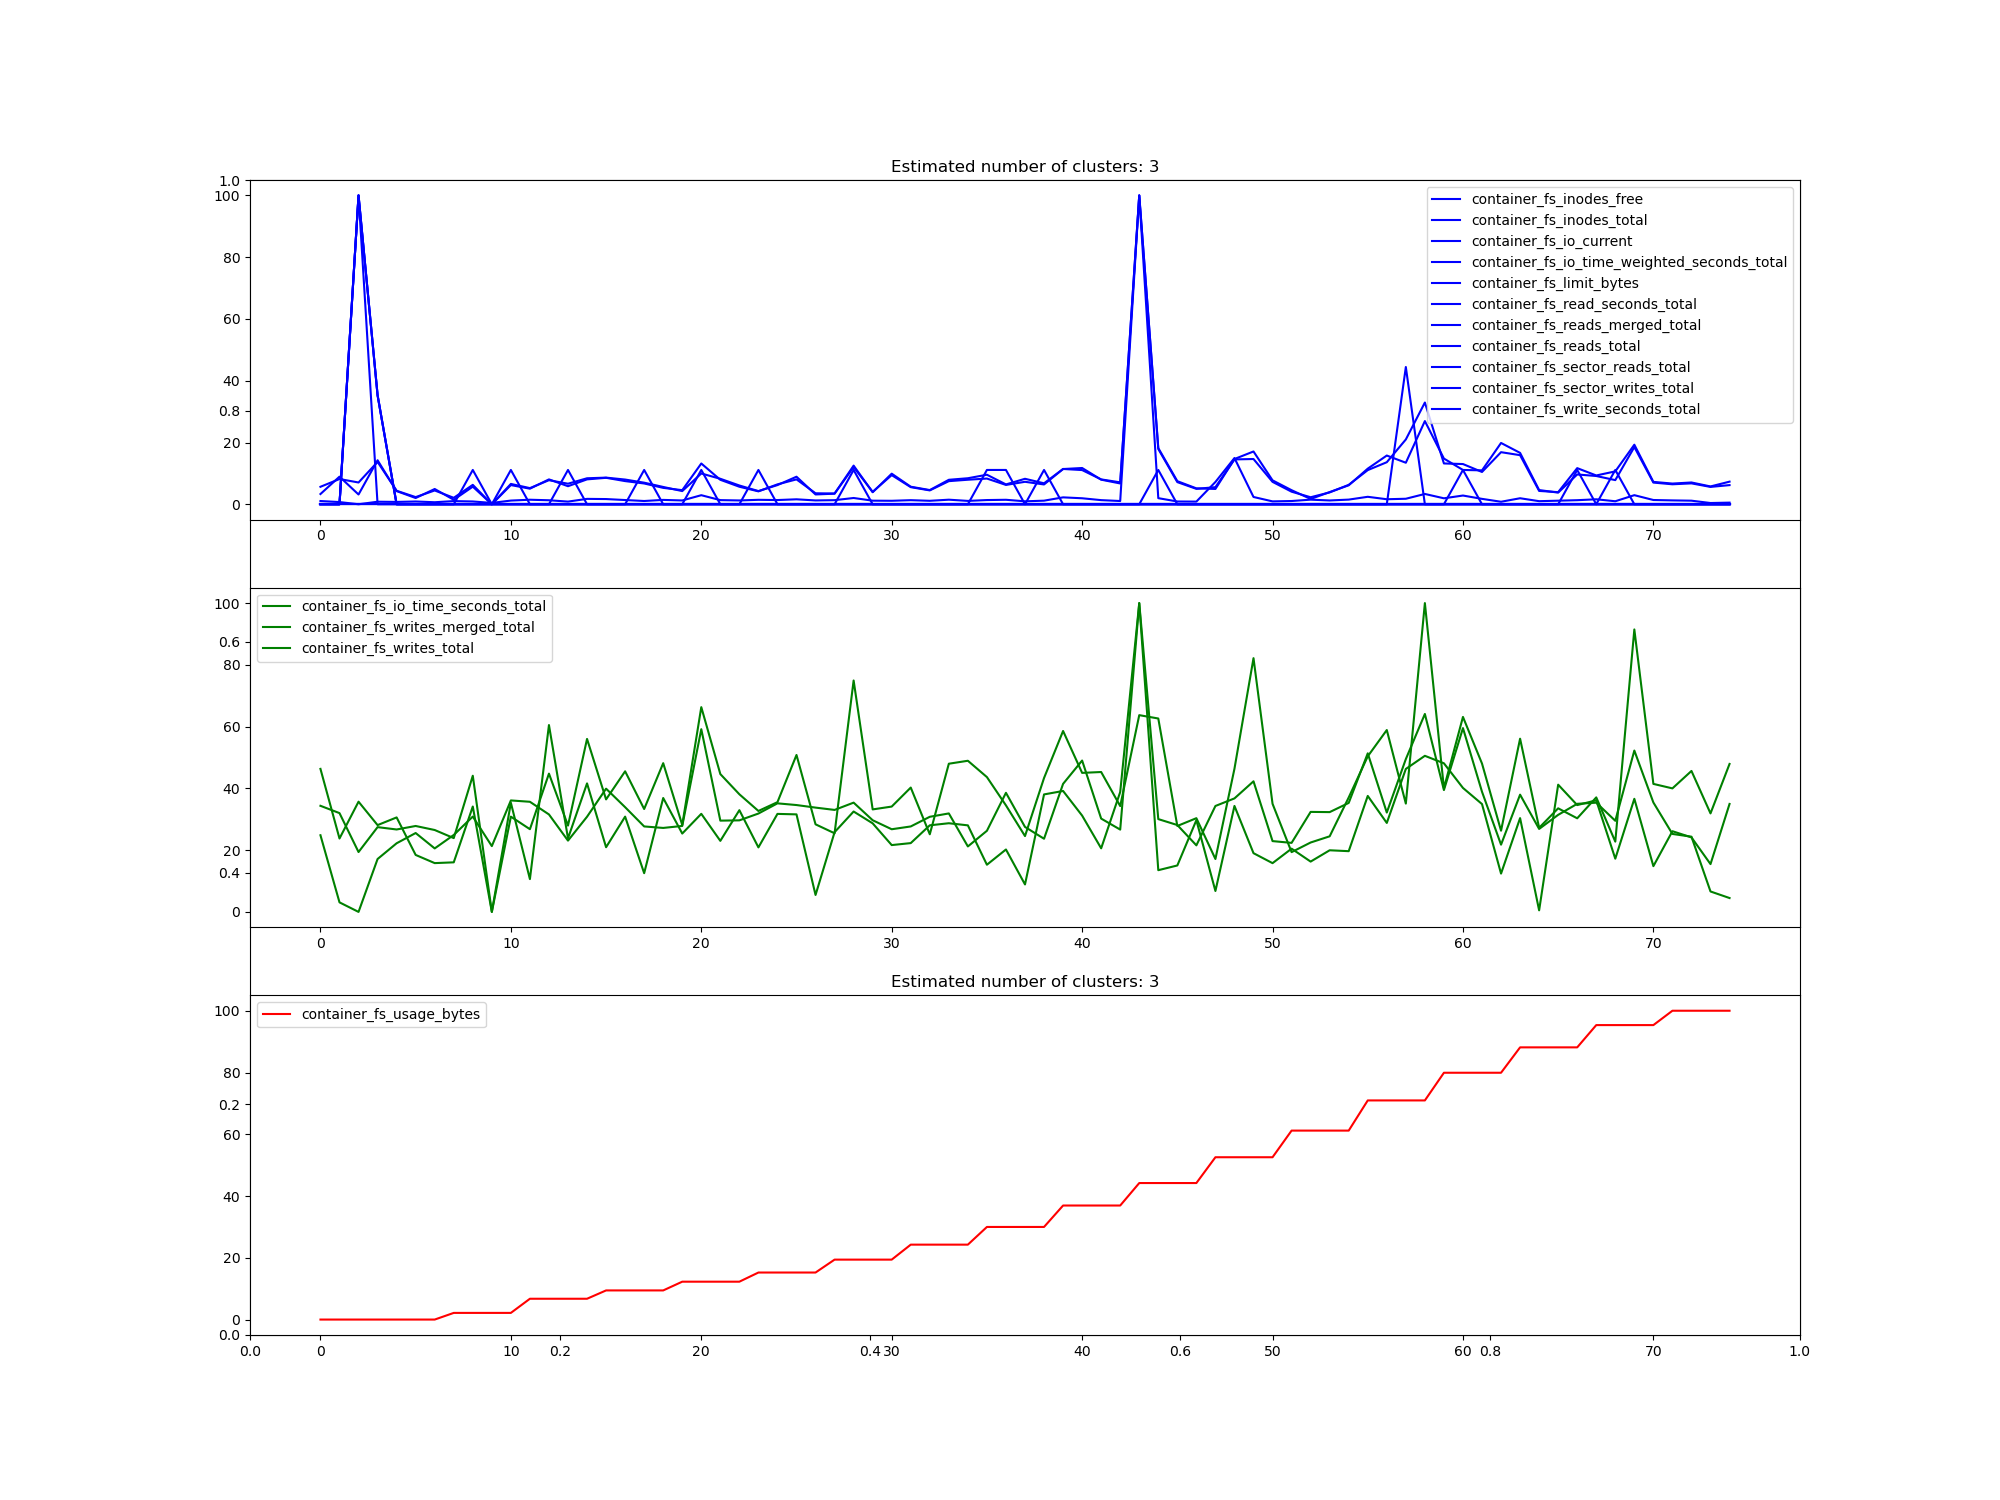 Estimated number of clusters: 3
1.0
100
80
60
40
0.8
20
0
container_fs_inodes_free
container_fs_inodes_total
container_fs_io_current
container_fs_io_time_weighted_seconds_total
container_fs_limit_bytes
container_fs_read_seconds_total
container_fs_reads_merged_total
container_fs_reads_total
container_fs_sector_reads_total
container_fs_sector_writes_total
container_fs_write_seconds_total
0 10 20 30 40 50 60 70
100
0.6
80
60
40
20
0.4
0
container_fs_io_time_seconds_total
container_fs_writes_merged_total
container_fs_writes_total
0 10 20 30 40 50 60 70
Estimated number of clusters: 3
100
80
0.2
60
40
20
0
0.0
container_fs_usage_bytes
0.0 0 10 0.2 20 0.4 30 40 0.6 50 60 0.8 70 1.0